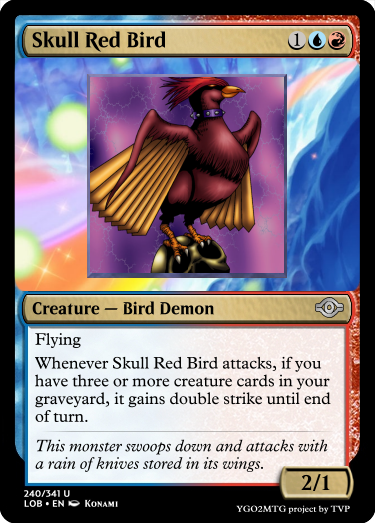 Skull Red Bird 1
Creature — Bird Demon
Flying
Whenever Skull Red Bird attacks, if you
have three or more creature cards in your
graveyard, it gains double strike until end
of turn.
This monster swoops down and attacks with
a rain of knives stored in its wings.
2/1
240/341 U
LOB • EN Konami
YGO2MTG project by TVP